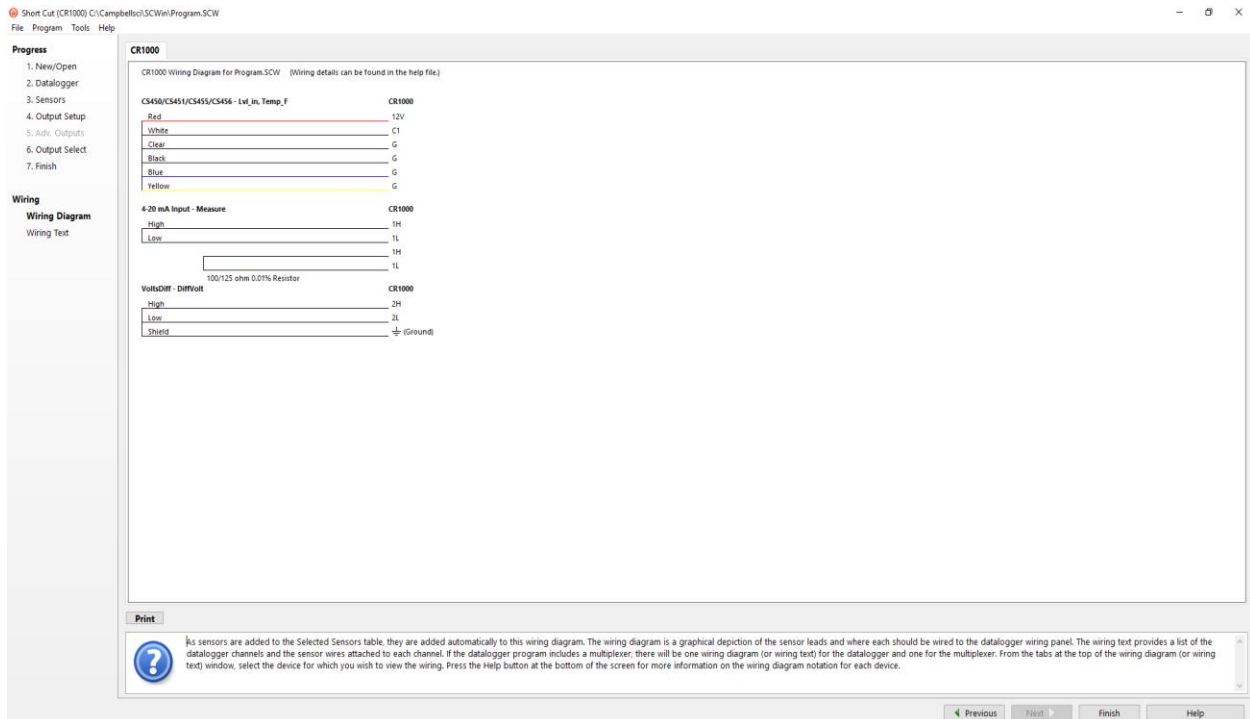 Short Cut (CR1000) C:\Campbellsci\SCWin\Program.SCW
File Program Tools Help
Progress
1. New/Open
2. Datalogger
3. Sensors
4. Output Setup
5. Adv. Outputs
6. Output Select
7. Finish
Wiring
Wiring Diagram
Wiring Text
CR1000
CR1000 Wiring Diagram for Program.SCW (Wiring details can be found in the help file.)
CS450/CS451/CS455/CS456 - Lvl_in, Temp_F CR1000
Red 12V
White C1
Clear G
Black G
Blue G
Yellow G
4-20 mA Input - Measure CR1000
High 1H
Low 1L
1H
1L
100/125 ohm 0.01% Resistor
VoltsDiff - DiffVolt CR1000
High 2H
Low 2L
Shield (Ground)
Print
As sensors are added to the Selected Sensors table, they are added automatically to this wiring diagram. The wiring diagram is a graphical depiction of the sensor leads and where each should be wired to the datalogger wiring panel. The wiring text provides a list of the
datalogger channels and the sensor wires attached to each channel. If the datalogger program includes a multiplexer, there will be one wiring diagram (or wiring text) for the datalogger and one for the multiplexer. From the tabs at the top of the wiring diagram (or wiring
text) window, select the device for which you wish to view the wiring. Press the Help button at the bottom of the screen for more information on the wiring diagram notation for each device.
Previous Next Finish Help